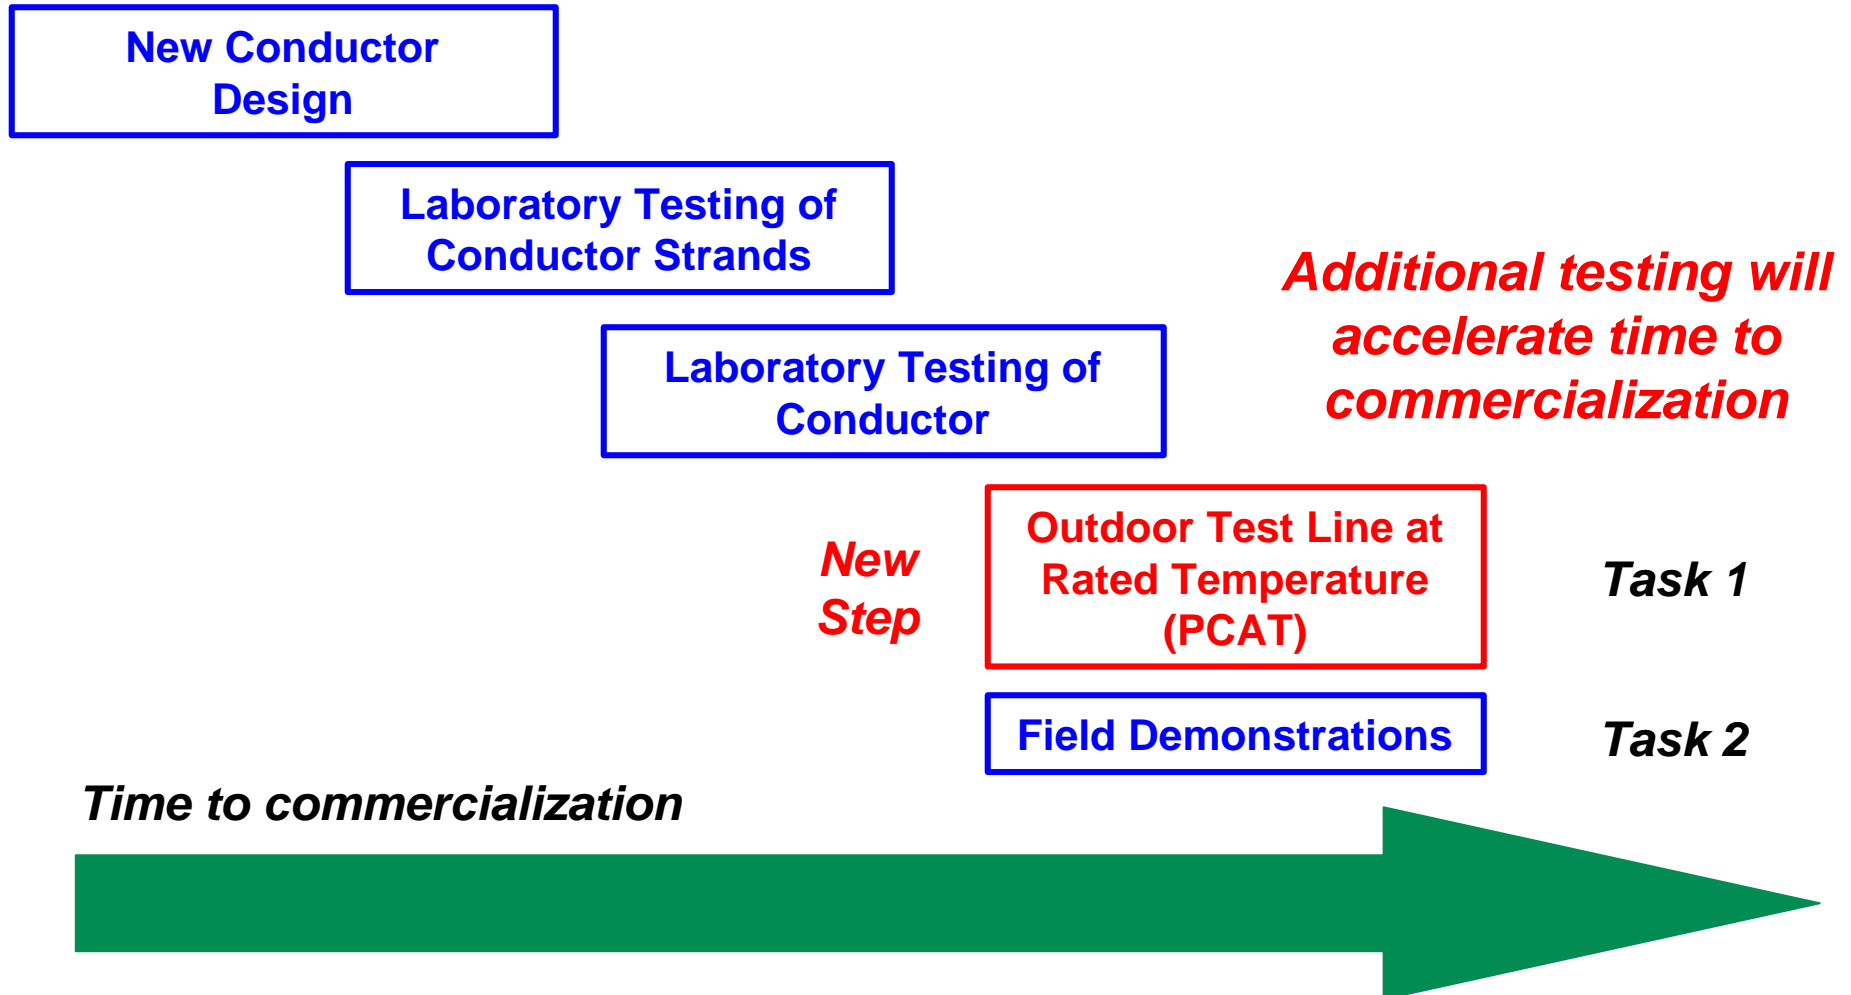 New Conductor
Design
Laboratory Testing of
Conductor Strands
Additional testing will
accelerate time to
commercialization
Laboratory Testing of
Conductor
New
Step
Outdoor Test Line at
Rated Temperature
(PCAT)
Task 1
Field Demonstrations
Task 2
Time to commercialization